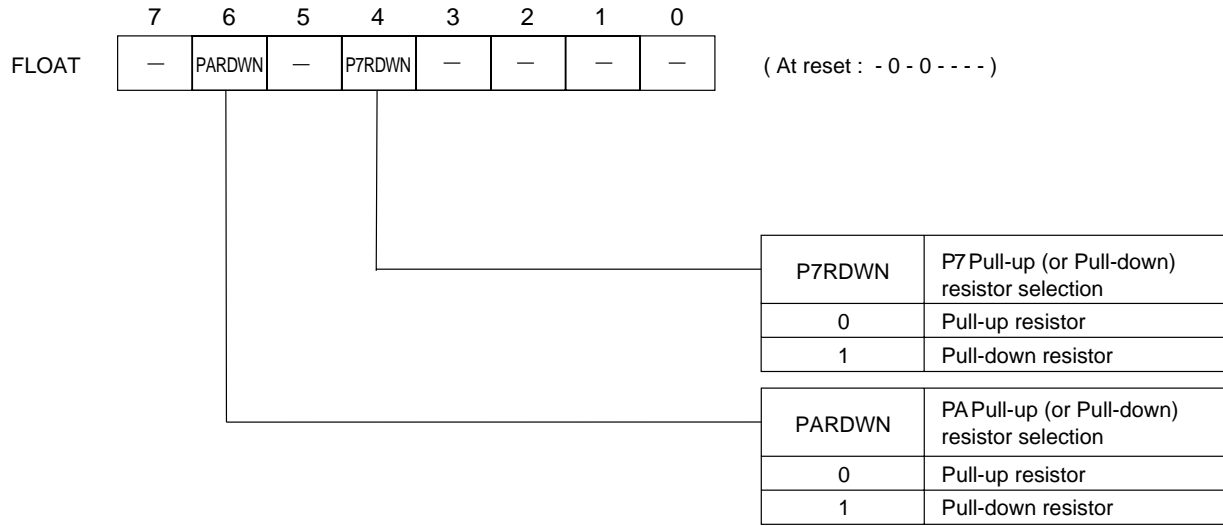 7 6 5 4 3 2 1 0
FLOAT — PARDWN — P7RDWN — — — — ( At reset : - 0 - 0 - - - - )
P7RDWN P7 Pull-up (or Pull-down)
resistor selection
0 Pull-up resistor
1 Pull-down resistor
PARDWN PA Pull-up (or Pull-down)
resistor selection
0 Pull-up resistor
1 Pull-down resistor